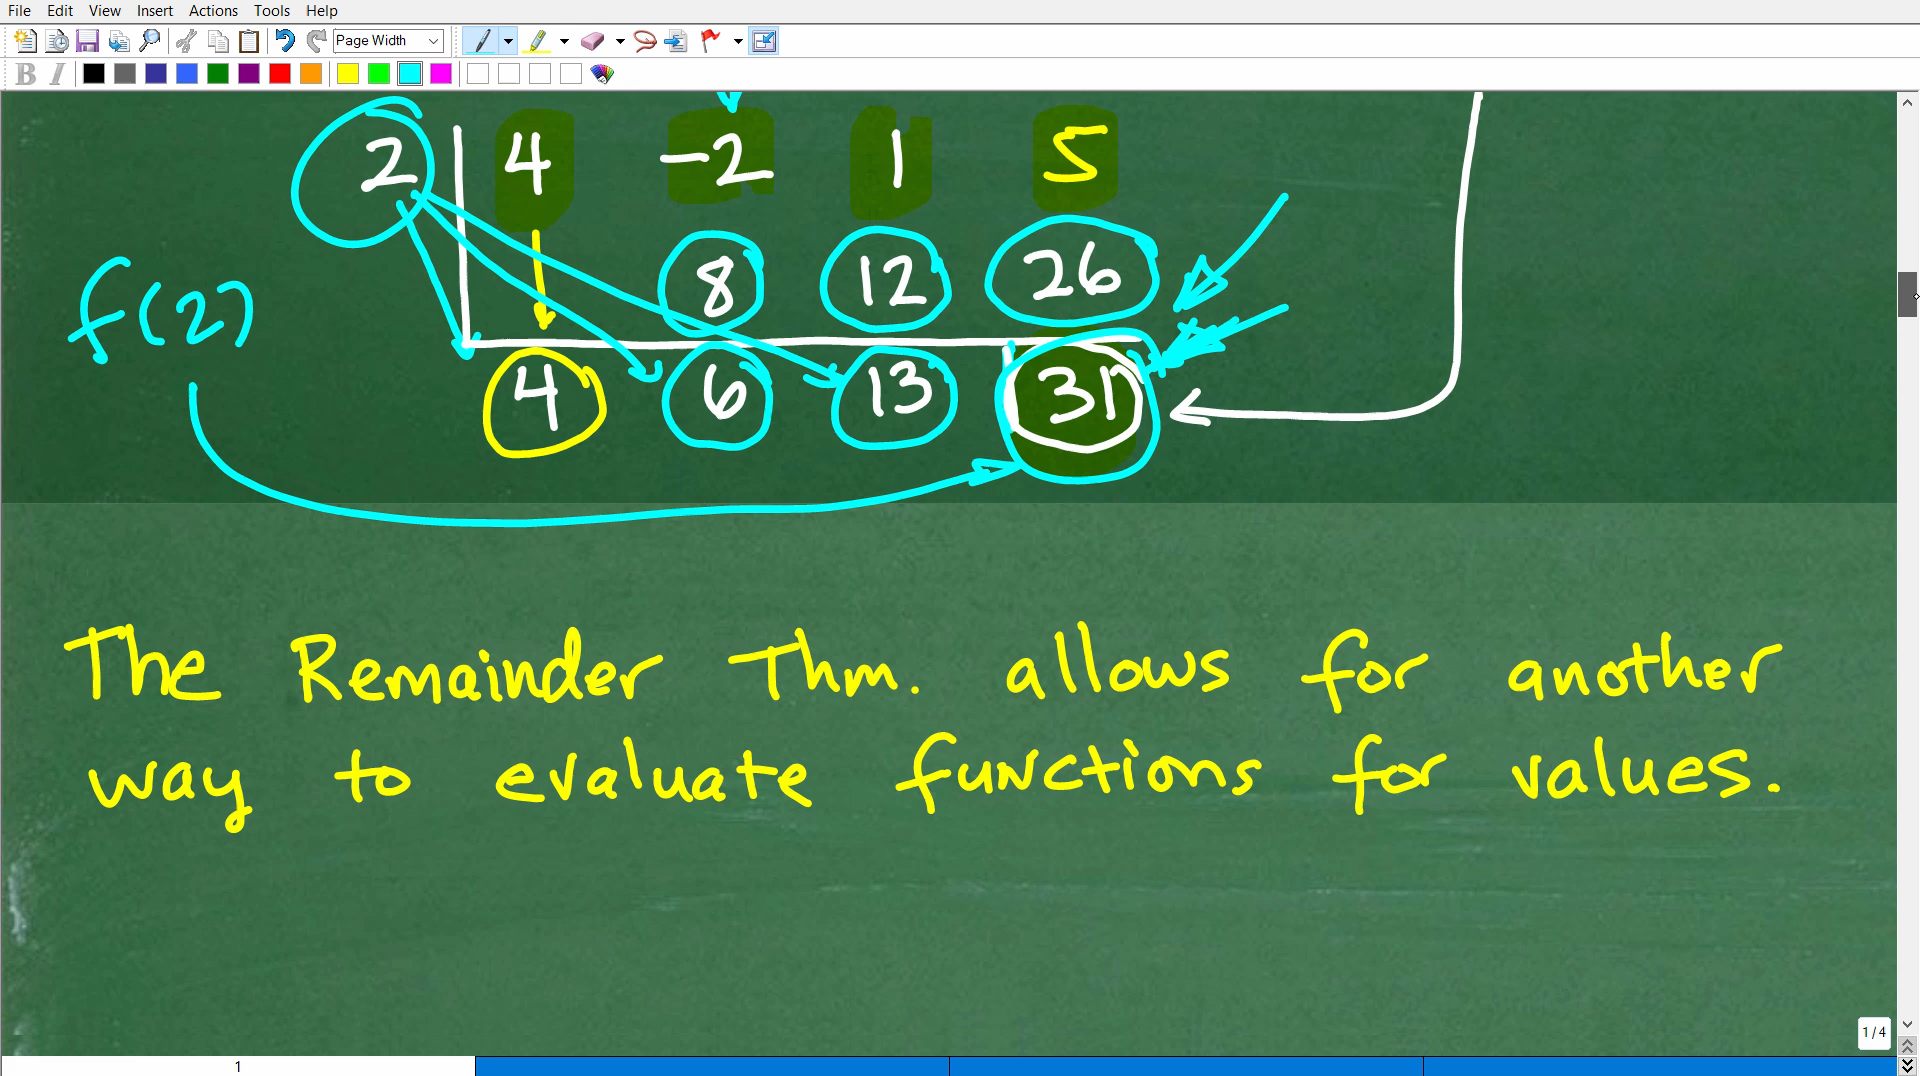 File Edit View Insert Actions Tools Help
Page Width
B I
2 4 -2 1 5
f(2) 8 12 26
4 6 13 31
The Remainder Thm. allows for another
way to evaluate functions for values.
1 / 4
1